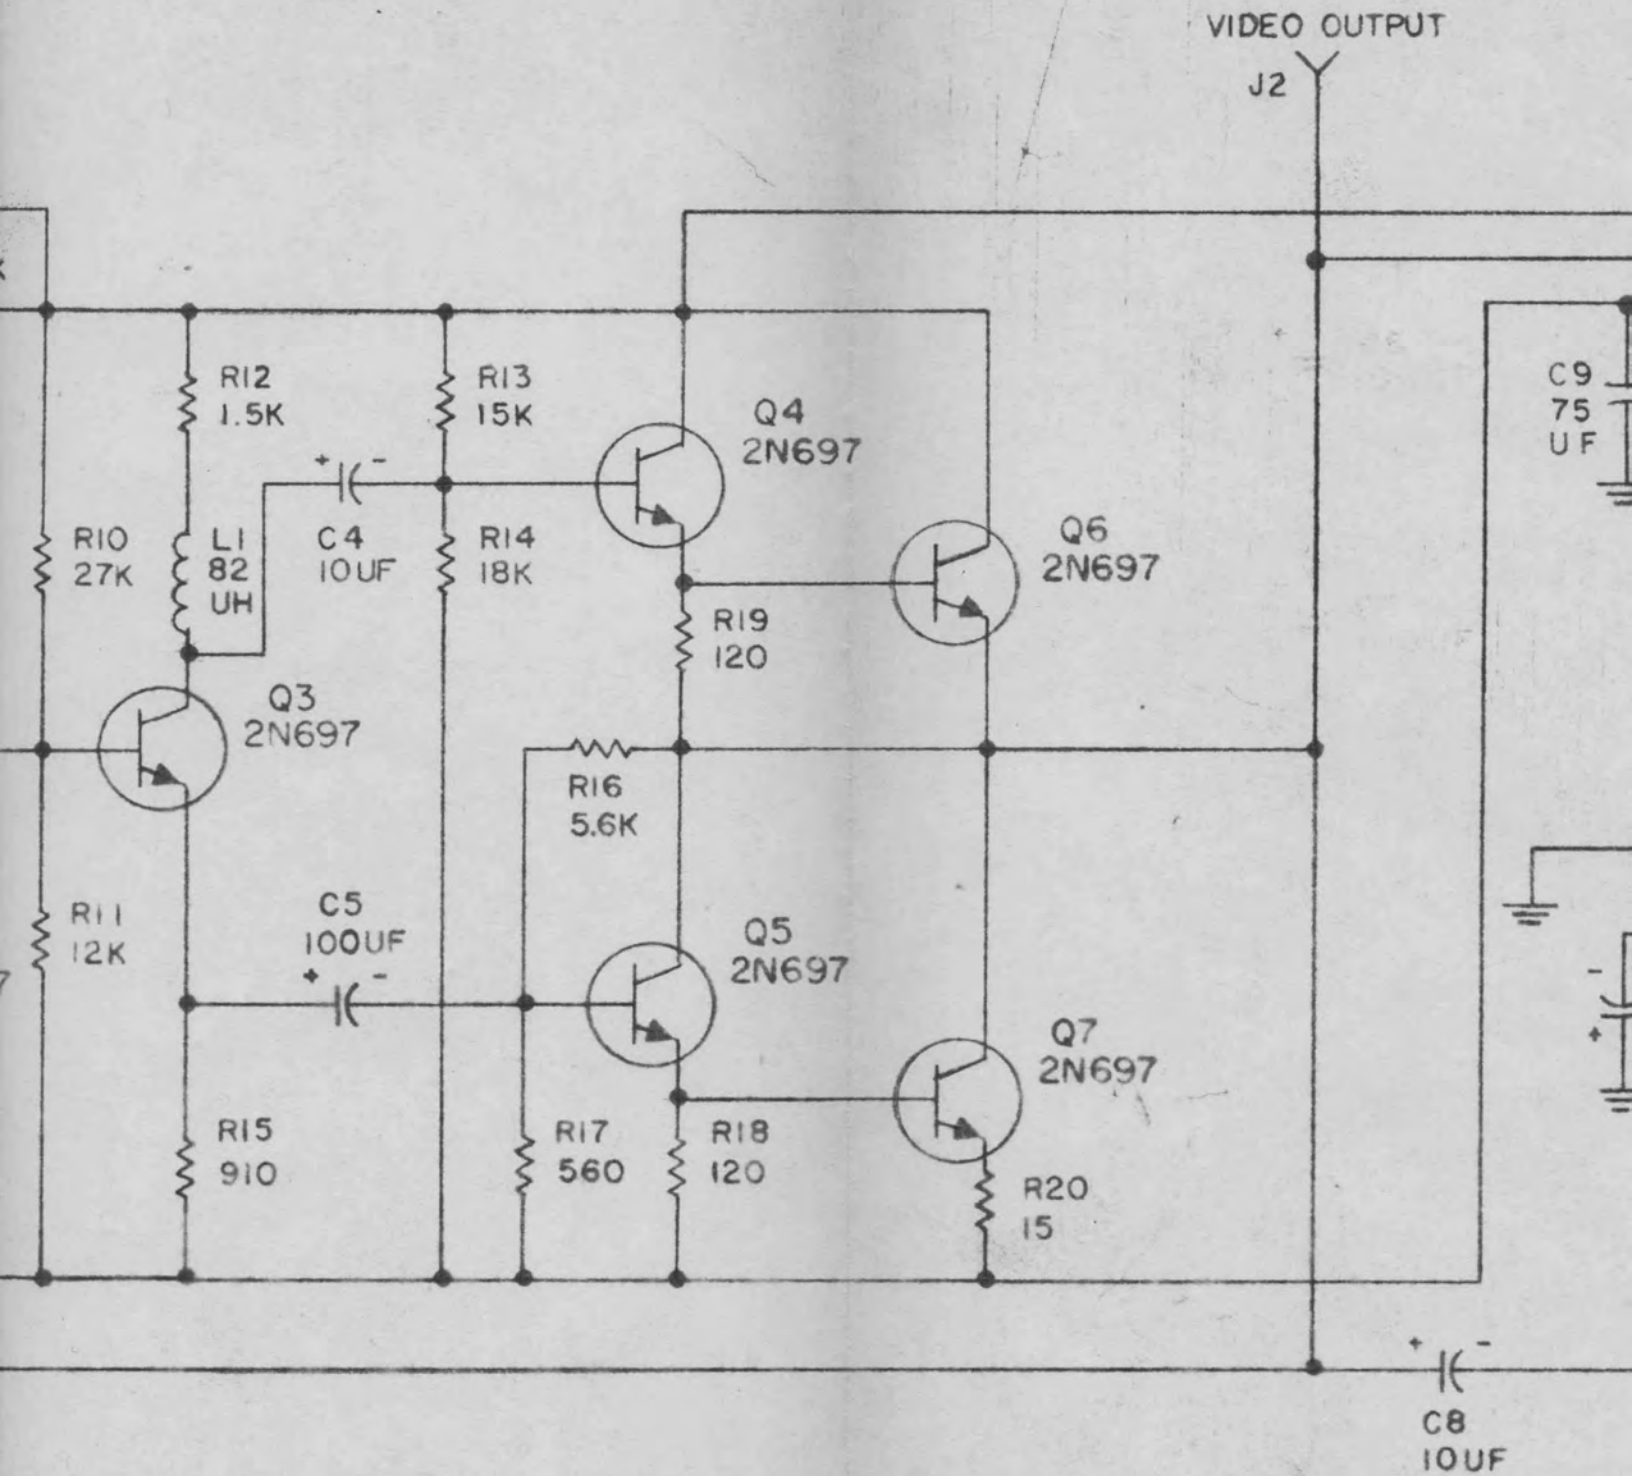 VIDEO OUTPUT
J2
R12
1.5K
R13
15K
C9
75
UF
Q4
2N697
+ -
R10
27K
L1
82
UH
C4
10UF
R14
18K
Q6
2N697
R19
120
Q3
2N697
R16
5.6K
R11
12K
C5
100UF
+ -
Q5
2N697
-
+
Q7
2N697
R15
910
R17
560
R18
120
R20
15
+ -
C8
10UF